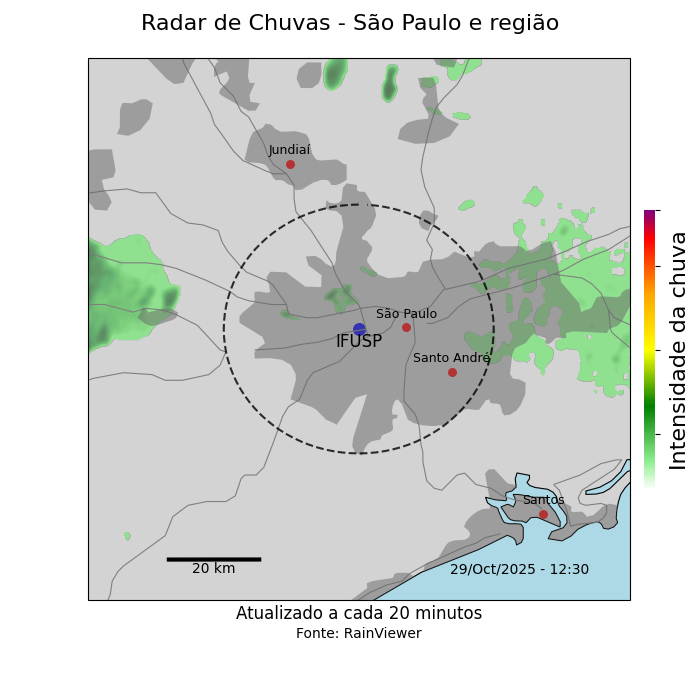 Radar de Chuvas - São Paulo e região
Jundiaí
São Paulo
IFUSP
Santo André
Santos
20 km
29/Oct/2025 - 12:30
Intensidade da chuva
Atualizado a cada 20 minutos
Fonte: RainViewer